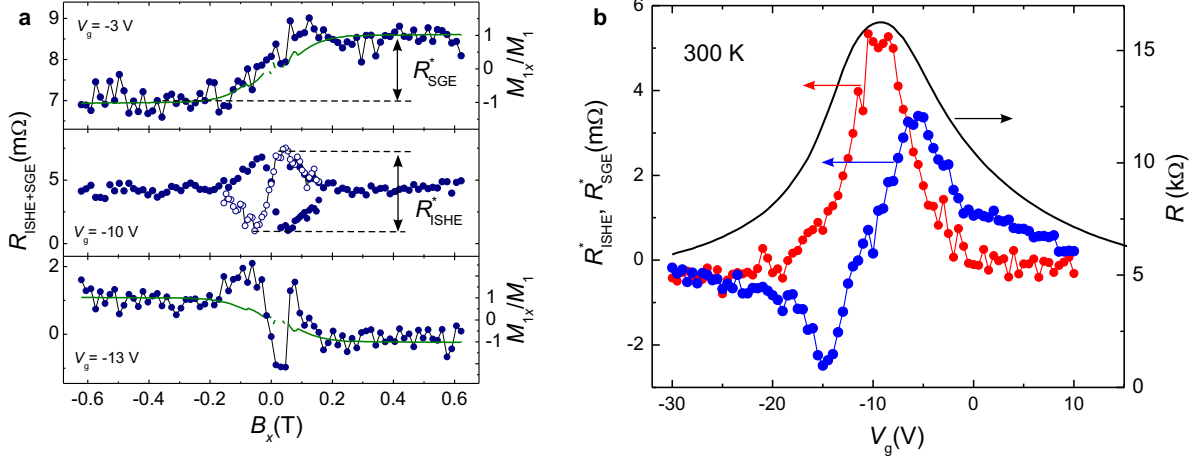 a
V_g = -3 V
9
8
7
R*_SGE
1
0
-1
M_1x/M_1
R_ISHE+SGE (mΩ)
5
0
V_g = -10 V
R*_ISHE
2
0
V_g = -13 V
1
0
-1
M_1x/M_1
-0.6 -0.4 -0.2 0.0 0.2 0.4 0.6
B_x(T)
b
300 K
6
4
2
0
-2
R*_ISHE, R*_SGE (mΩ)
15
10
5
0
R (kΩ)
-30 -20 -10 0 10
V_g(V)